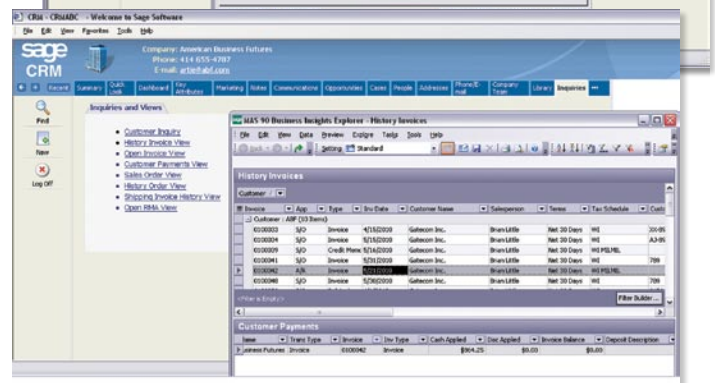 CRM - CRMABC - Welcome to Sage Software
File Edit View Favorites Tools Help
sage
CRM
Company: American Business Futures
Phone: 414 655-4787
E-mail: artie@abf.com
Recent Summary Quick Look Dashboard Key Attributes Marketing Notes Communications Opportunities Cases People Addresses Phone/E-mail Company Team Library Inquiries
Find
New
Log Off
Inquiries and Views
Customer Inquiry
History Invoice View
Open Invoice View
Customer Payments View
Sales Order View
History Order View
Shipping Invoice History View
Open RMA View
MAS 90 Business Insights Explorer - History Invoices
File Edit View Data Preview Explore Tasks Tools Help
Back Setting Standard
History Invoices
Customer /
Invoice App Type Inv Date Customer Name Salesperson Terms Tax Schedule
Customer : ABF (10 Items)
0100003 S/O Invoice 4/15/2010 Gatecom Inc. Brian Little Net 30 Days WI
0100004 S/O Invoice 5/15/2010 Gatecom Inc. Brian Little Net 30 Days WI
0100009 S/O Credit Memo 5/16/2010 Gatecom Inc. Brian Little Net 30 Days WI MILMIL
0100041 S/O Invoice 5/31/2010 Gatecom Inc. Brian Little Net 30 Days WI
0100042 A/R Invoice Gatecom Inc. Brian Little Net 30 Days WI MILMIL
0100048 S/O Invoice 5/30/2010 Gatecom Inc. Brian Little Net 30 Days WI
<Filter is Empty>
Filter Builder...
Customer Payments
Name Trans Type Invoice Inv Type Cash Applied Disc Applied Invoice Balance Deposit Description
Business Futures Invoice 0100042 Invoice $904.25 $0.00 $0.00